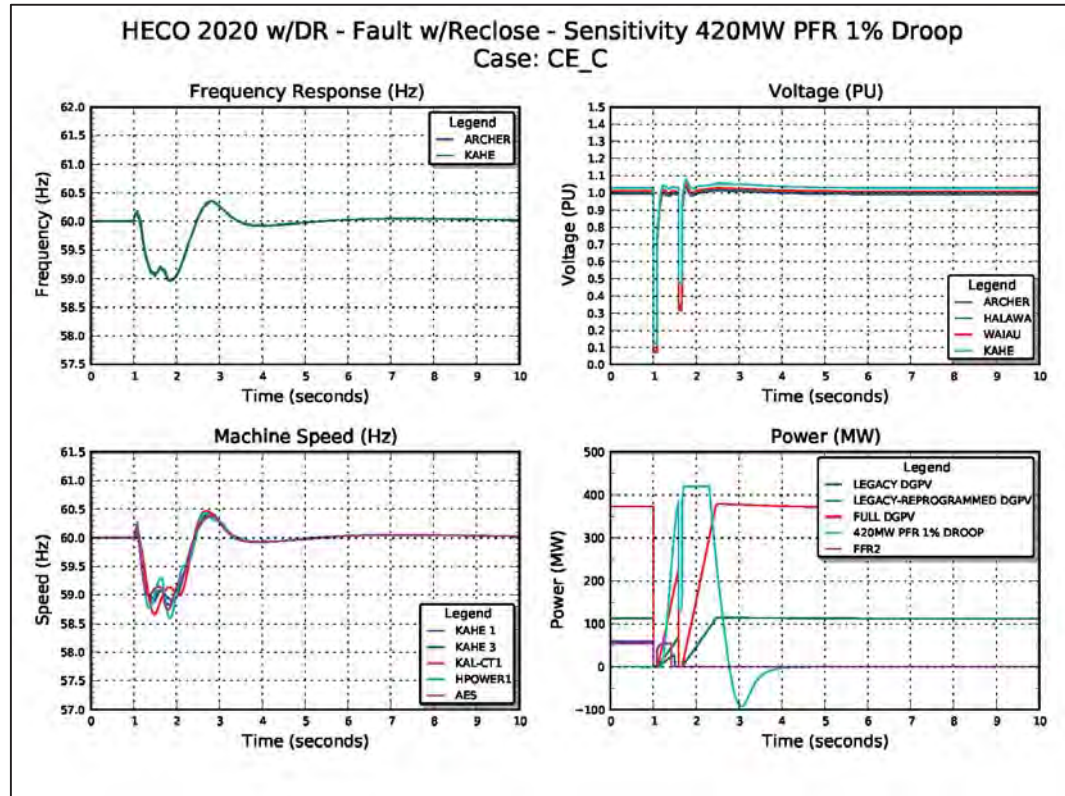 HECO 2020 w/DR - Fault w/Reclose - Sensitivity 420MW PFR 1% Droop
Case: CE_C
Frequency Response (Hz)
62.0
61.5
61.0
60.5
60.0
59.5
59.0
58.5
58.0
57.5
Frequency (Hz)
Legend
ARCHER
KAHE
0 1 2 3 4 5 6 7 8 9 10
Time (seconds)
Voltage (PU)
1.5
1.4
1.3
1.2
1.1
1.0
0.9
0.8
0.7
0.6
0.5
0.4
0.3
0.2
0.1
0.0
Voltage (PU)
Legend
ARCHER
HALAWA
WAIAU
KAHE
0 1 2 3 4 5 6 7 8 9 10
Time (seconds)
Machine Speed (Hz)
61.5
61.0
60.5
60.0
59.5
59.0
58.5
58.0
57.5
57.0
Speed (Hz)
Legend
KAHE 1
KAHE 3
KAL-CT1
HPOWER1
AES
0 1 2 3 4 5 6 7 8 9 10
Time (seconds)
Power (MW)
500
400
300
200
100
0
−100
Power (MW)
Legend
LEGACY DGPV
LEGACY-REPROGRAMMED DGPV
FULL DGPV
420MW PFR 1% DROOP
FFR2
0 1 2 3 4 5 6 7 8 9 10
Time (seconds)